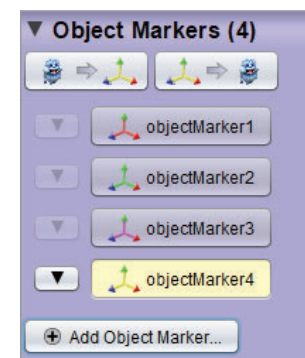 ▼ Object Markers (4)
objectMarker1
objectMarker2
objectMarker3
objectMarker4
Add Object Marker...